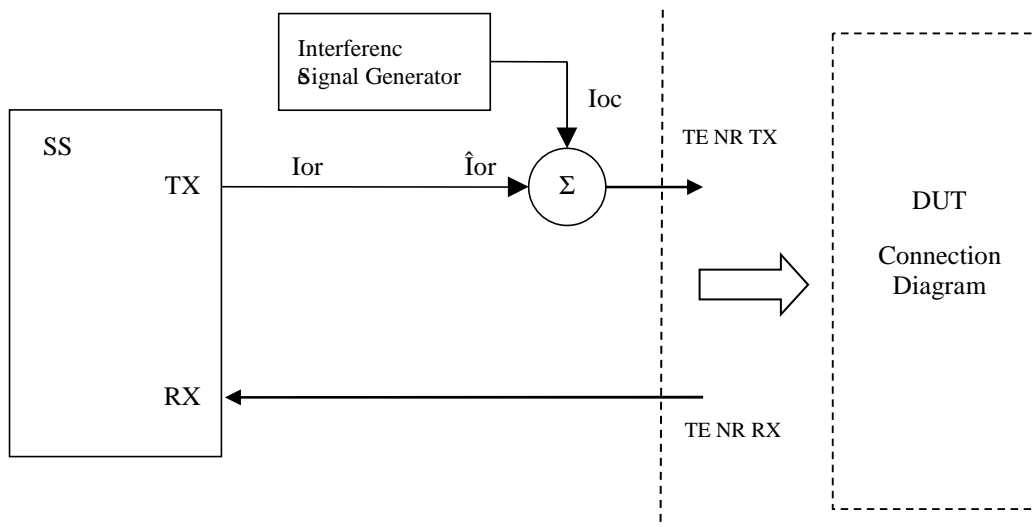 Interferenc
e
Signal Generator
Ioc
SS
TE NR TX
Ior
Îor
TX
Σ
DUT
Connection
Diagram
RX
TE NR RX